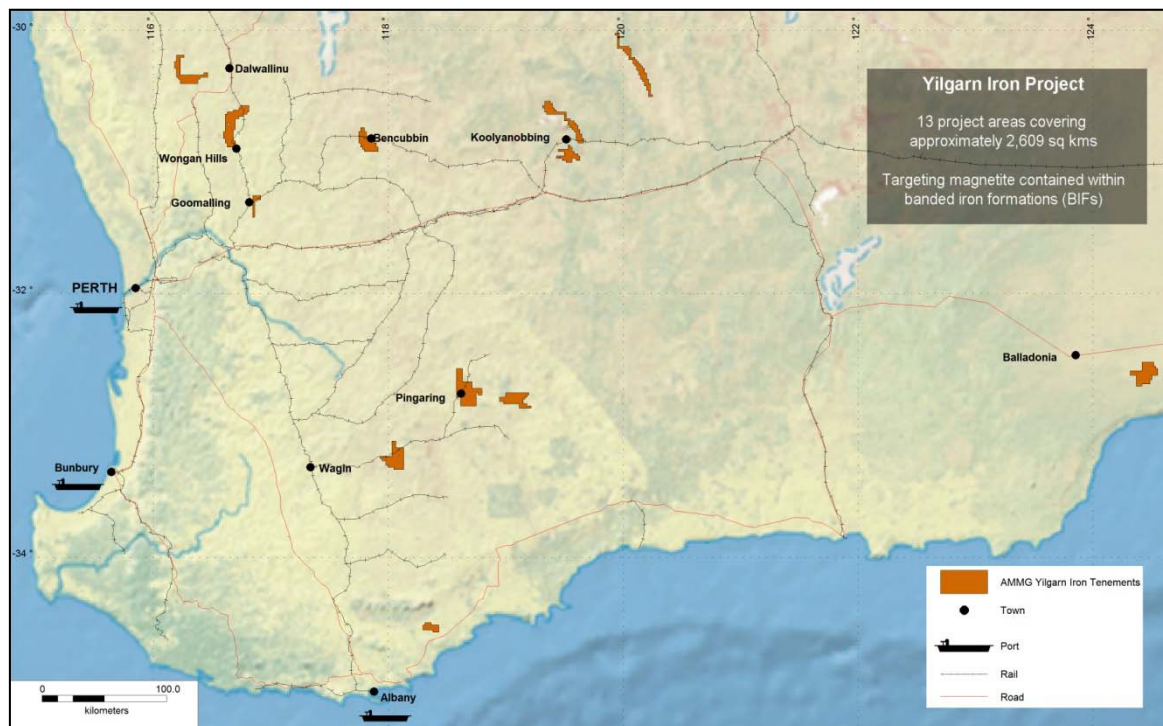 -30 °
116 °
118 °
120 °
122 °
124 °
Yilgarn Iron Project
13 project areas covering
approximately 2,609 sq kms
Targeting magnetite contained within
banded iron formations (BIFs)
Dalwallinu
Bencubbin
Koolyanobbing
Wongan Hills
Goomalling
PERTH
-32 °
Balladonia
Pingaring
Wagin
Bunbury
-34 °
Albany
AMMG Yilgarn Iron Tenements
Town
Port
Rail
Road
0 100.0
kilometers